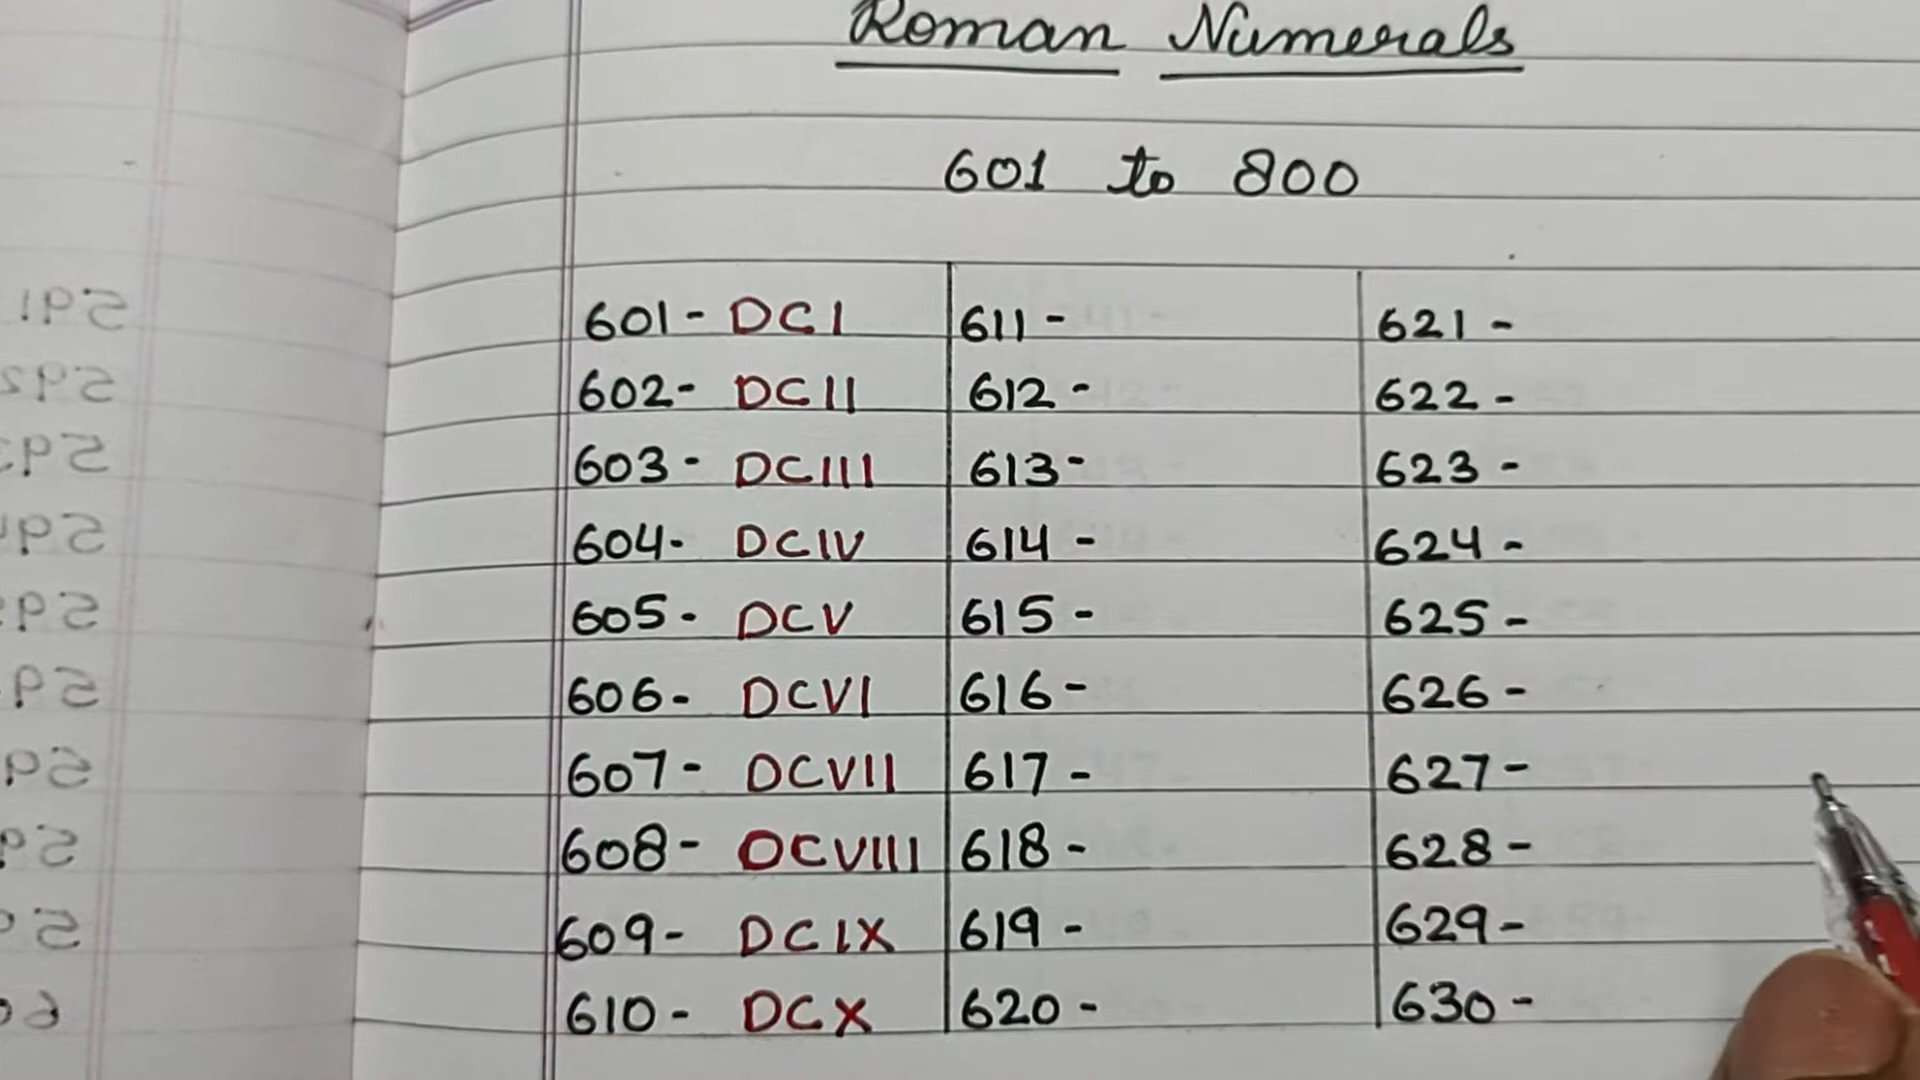 Roman Numerals
601 to 800
601 - DCI 611 - 621 -
602 - DCII 612 - 622 -
603 - DCIII 613 - 623 -
604 - DCIV 614 - 624 -
605 - DCV 615 - 625 -
606 - DCVI 616 - 626 -
607 - DCVII 617 - 627 -
608 - DCVIII 618 - 628 -
609 - DCIX 619 - 629 -
610 - DCX 620 - 630 -